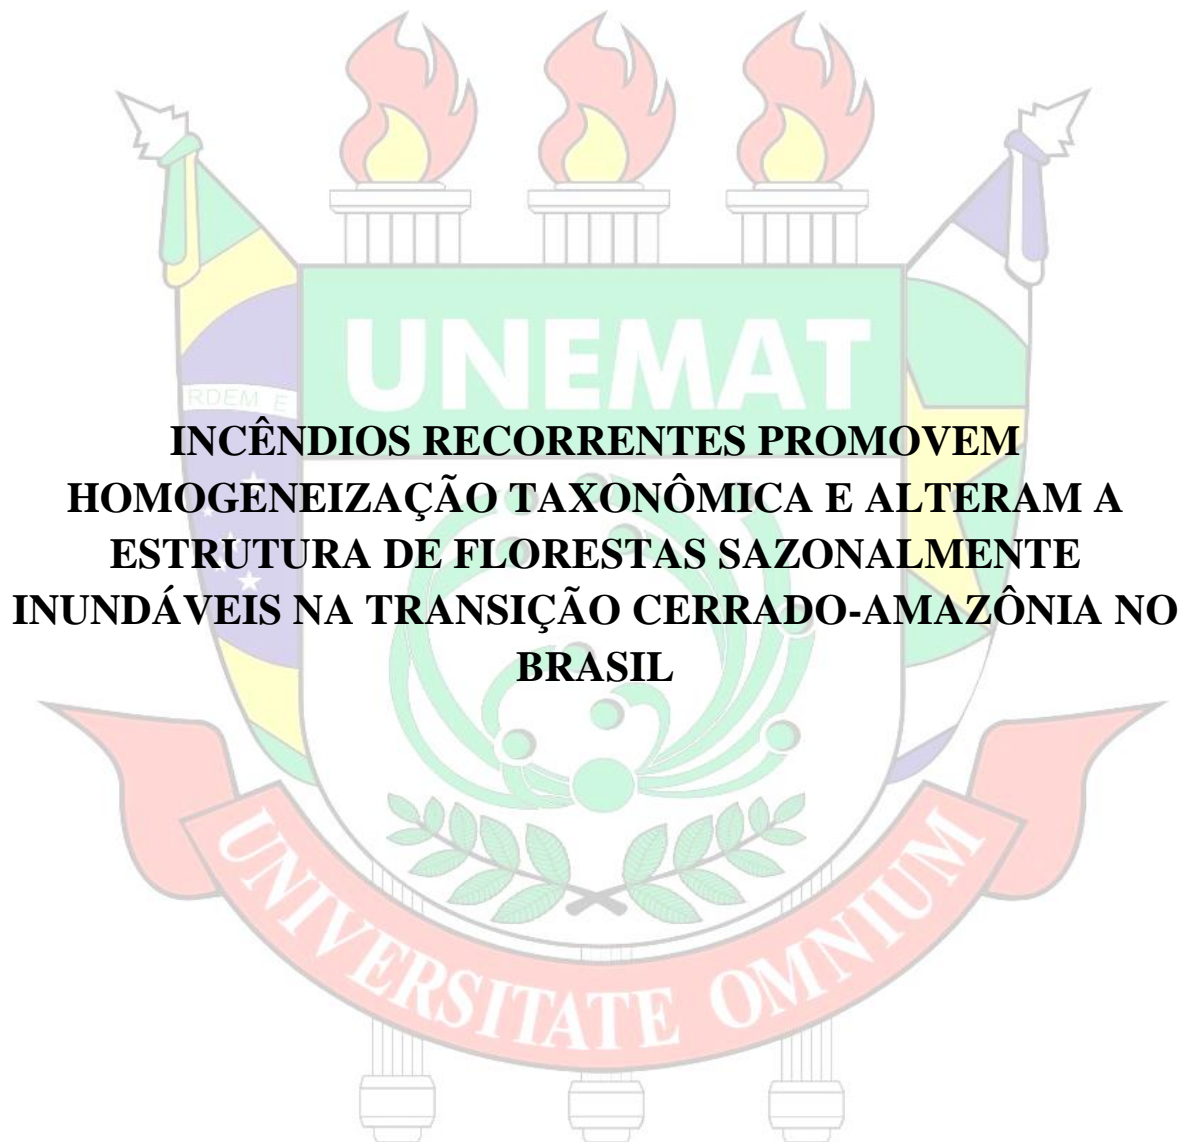 UNEMAT
RDEM E
INCÊNDIOS RECORRENTES PROMOVEM
HOMOGENEIZAÇÃO TAXONÔMICA E ALTERAM A
ESTRUTURA DE FLORESTAS SAZONALMENTE
INUNDÁVEIS NA TRANSIÇÃO CERRADO-AMAZÔNIA NO
BRASIL
UNIVERSITATE OMNIUM